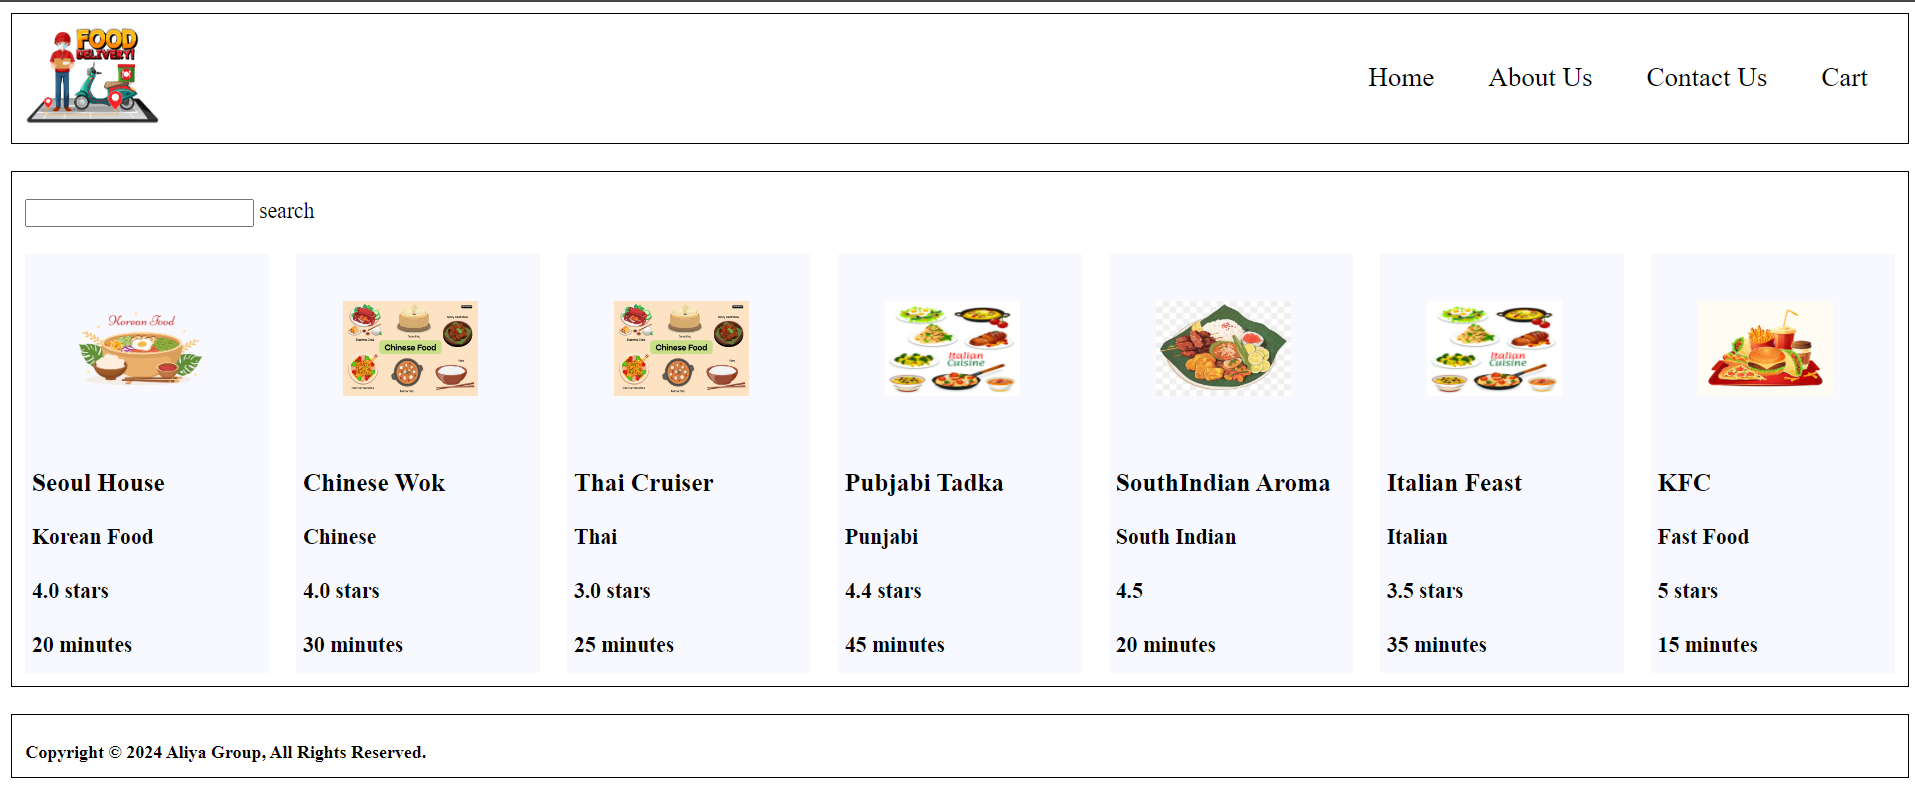 FOOD
DELIVERY!
Home About Us Contact Us Cart
search
Korean Food
Chinese Food
Chinese Food
Italian
Cuisine
Italian
Cuisine
Seoul House
Korean Food
4.0 stars
20 minutes
Chinese Wok
Chinese
4.0 stars
30 minutes
Thai Cruiser
Thai
3.0 stars
25 minutes
Pubjabi Tadka
Punjabi
4.4 stars
45 minutes
SouthIndian Aroma
South Indian
4.5
20 minutes
Italian Feast
Italian
3.5 stars
35 minutes
KFC
Fast Food
5 stars
15 minutes
Copyright © 2024 Aliya Group, All Rights Reserved.